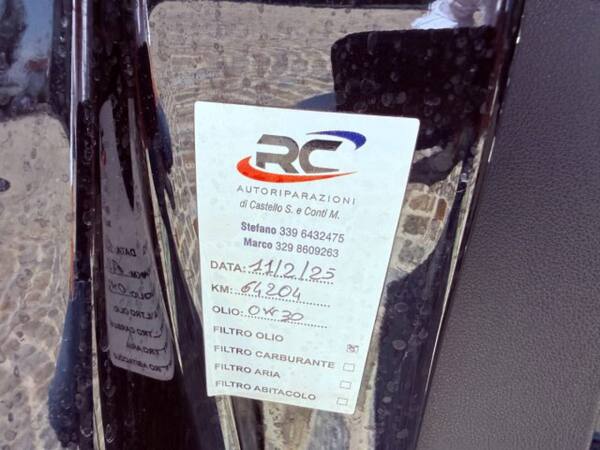 RC
AUTORIPARAZIONI
di Castello S. e Conti M.
Stefano 339 6432475
Marco 329 8609263
DATA: 11/2/25
KM: 64204
OLIO: 0W30
FILTRO OLIO
FILTRO CARBURANTE
FILTRO ARIA
FILTRO ABITACOLO